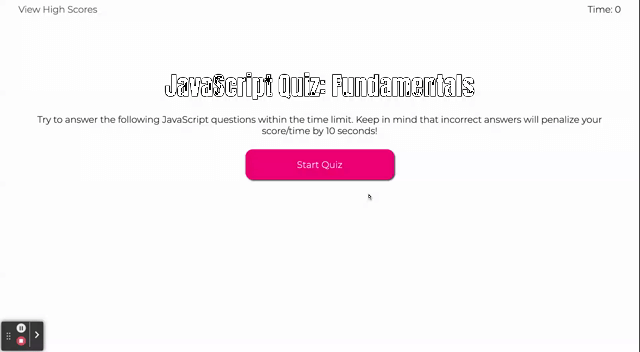 View High Scores
Time: 0
JavaScript Quiz: Fundamentals
Try to answer the following JavaScript questions within the time limit. Keep in mind that incorrect answers will penalize your
score/time by 10 seconds!
Start Quiz